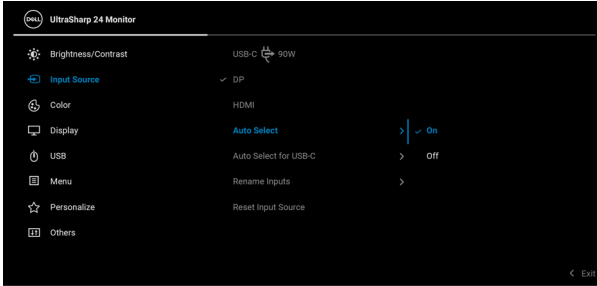 DELL UltraSharp 24 Monitor
Brightness/Contrast USB-C 90W
Input Source DP
Color HDMI
Display Auto Select On
USB Auto Select for USB-C Off
Menu Rename Inputs
Personalize Reset Input Source
Others
Exit